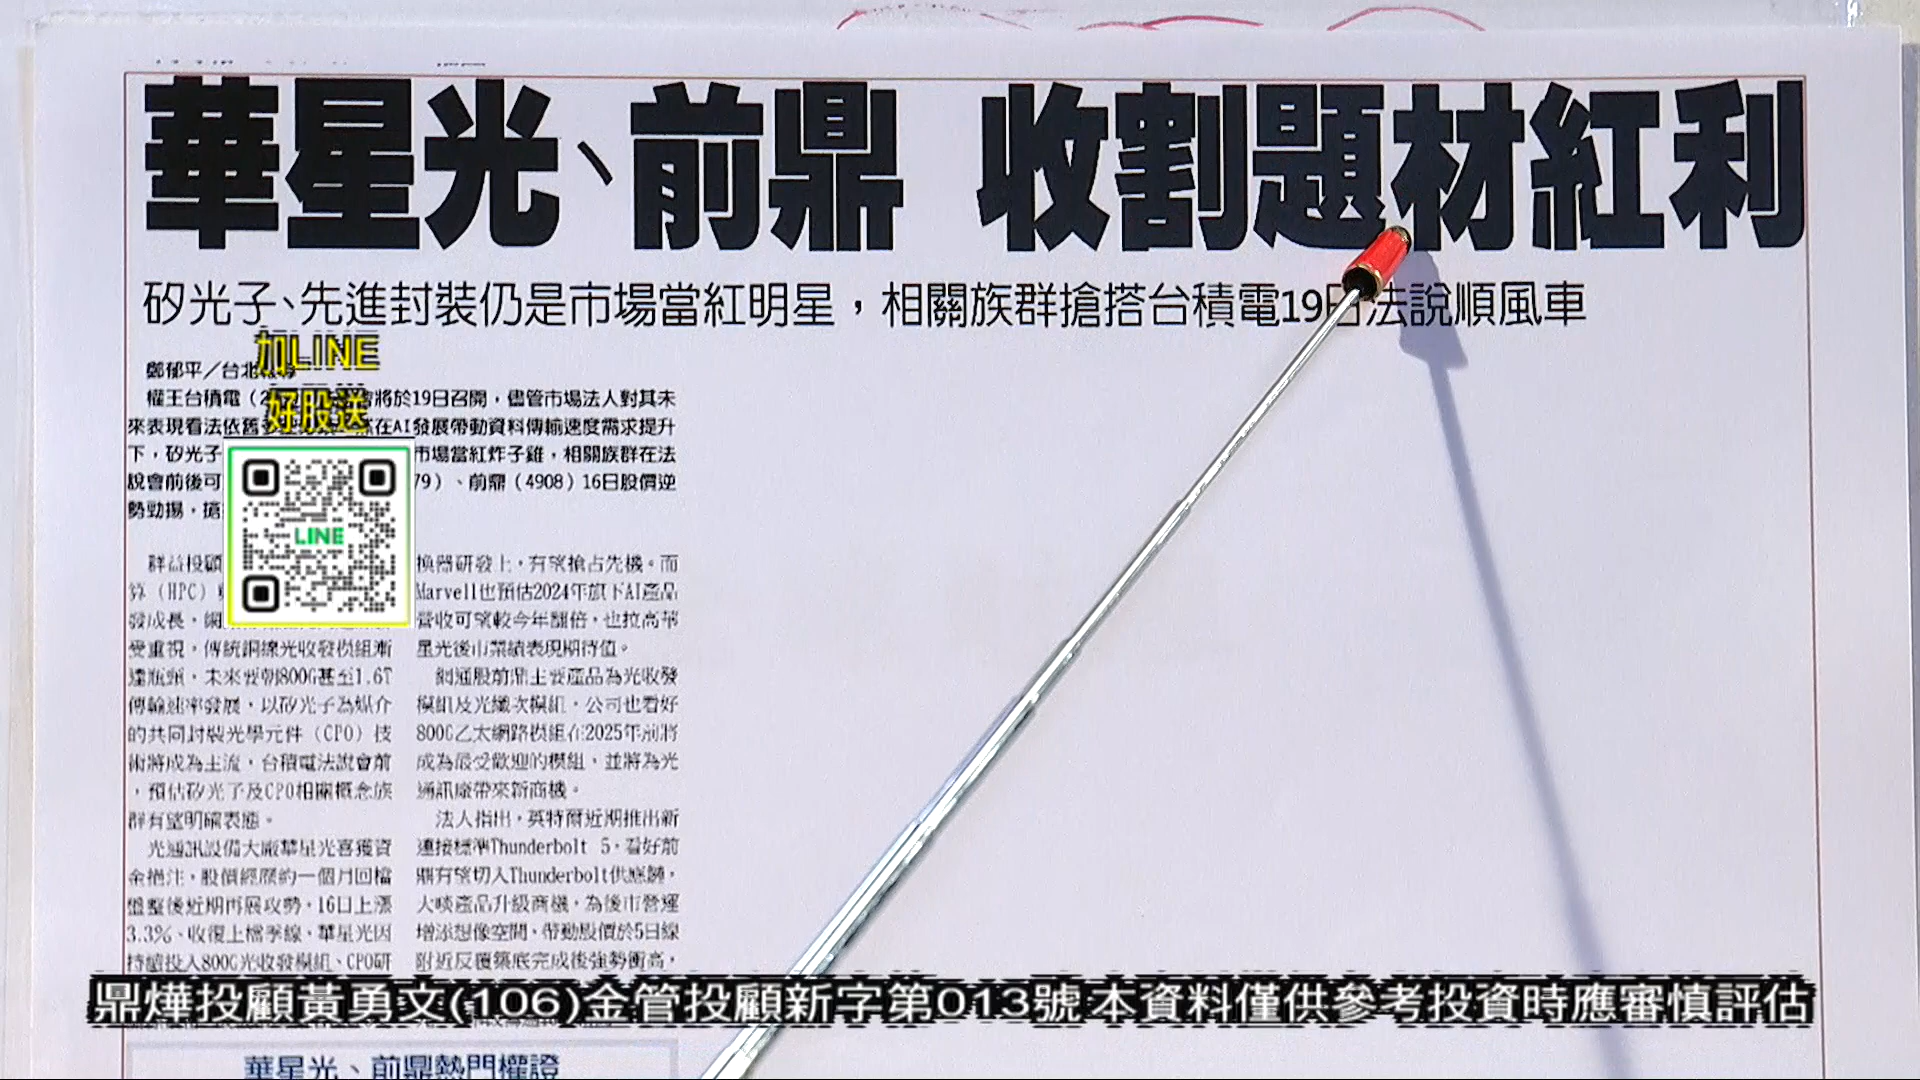 華星光、前鼎 收割題材紅利
矽光子、先進封裝仍是市場當紅明星，相關族群搶搭台積電19日法說順風車
加LINE
好股送
LINE
鄭郁平／台北
權王台積電（2 會將於19日召開，儘管市場法人對其未
來表現看法依舊 在AI發展帶動資料傳輸速度需求提升
下，矽光子 市場當紅炸子雞，相關族群在法
說會前後可 79）、前鼎（4908）16日股價逆
勢勁揚，搶
群益投顧
算（HPC）
發成長，網
受重視，傳統銅線光收發模組漸
達瓶頸，未來要朝800G甚至1.6T
傳輸速率發展，以矽光子為媒介
的共同封裝光學元件（CPO）技
術將成為主流，台積電法說會前
，預估矽光子及CPO相關概念族
群有望明確表態。
光通訊設備大廠華星光喜獲資
金挹注，股價經歷約一個月回檔
盤整後近期再展攻勢，16日上漲
3.3%、收復上檔季線，華星光因
持續投入800G光收發模組、CPO研
換器研發上，有望搶占先機。而
Marvell也預估2024年旗下AI產品
營收可望較今年翻倍，也拉高華
星光後市業績表現期待值。
網通股前鼎主要產品為光收發
模組及光纖次模組，公司也看好
800G乙太網路模組在2025年前將
成為最受歡迎的模組，並將為光
通訊廠帶來新商機。
法人指出，英特爾近期推出新
連接標準Thunderbolt 5，看好前
鼎有望切入Thunderbolt供應鏈，
大啖產品升級商機，為後市營運
增添想像空間，帶動股價於5日線
附近反覆築底完成後強勢衝高，
鼎燁投顧黃勇文(106)金管投顧新字第013號 本資料僅供參考投資時應審慎評估
華星光、前鼎熱門權證